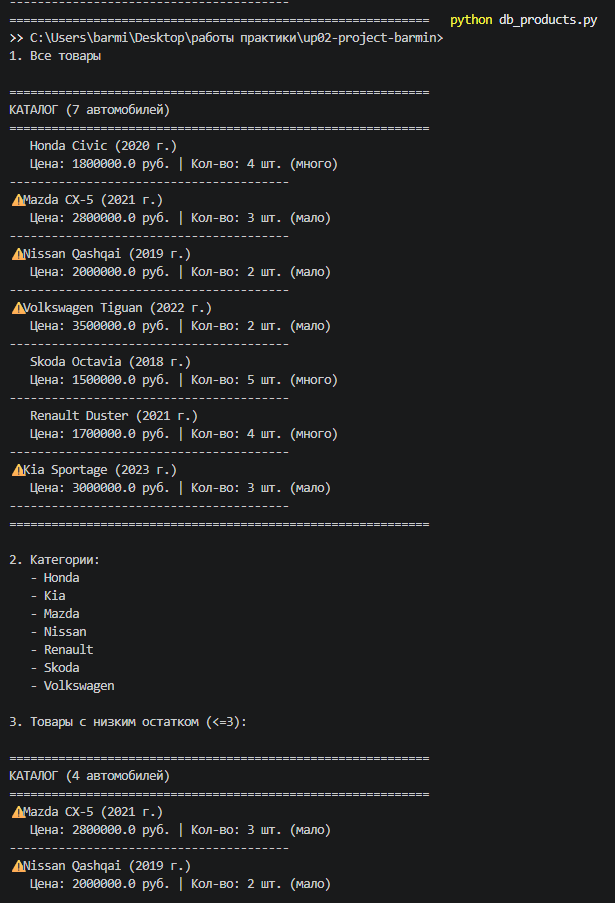 ----------------------------------------
============================================================   python db_products.py
>> C:\Users\barmi\Desktop\работы практики\up02-project-barmin>
1. Все товары

============================================================
КАТАЛОГ (7 автомобилей)
============================================================
   Honda Civic (2020 г.)
   Цена: 1800000.0 руб. | Кол-во: 4 шт. (много)
----------------------------------------
⚠️Mazda CX-5 (2021 г.)
   Цена: 2800000.0 руб. | Кол-во: 3 шт. (мало)
----------------------------------------
⚠️Nissan Qashqai (2019 г.)
   Цена: 2000000.0 руб. | Кол-во: 2 шт. (мало)
----------------------------------------
⚠️Volkswagen Tiguan (2022 г.)
   Цена: 3500000.0 руб. | Кол-во: 2 шт. (мало)
----------------------------------------
   Skoda Octavia (2018 г.)
   Цена: 1500000.0 руб. | Кол-во: 5 шт. (много)
----------------------------------------
   Renault Duster (2021 г.)
   Цена: 1700000.0 руб. | Кол-во: 4 шт. (много)
----------------------------------------
⚠️Kia Sportage (2023 г.)
   Цена: 3000000.0 руб. | Кол-во: 3 шт. (мало)
----------------------------------------
============================================================

2. Категории:
   - Honda
   - Kia
   - Mazda
   - Nissan
   - Renault
   - Skoda
   - Volkswagen

3. Товары с низким остатком (<=3):

============================================================
КАТАЛОГ (4 автомобилей)
============================================================
⚠️Mazda CX-5 (2021 г.)
   Цена: 2800000.0 руб. | Кол-во: 3 шт. (мало)
----------------------------------------
⚠️Nissan Qashqai (2019 г.)
   Цена: 2000000.0 руб. | Кол-во: 2 шт. (мало)